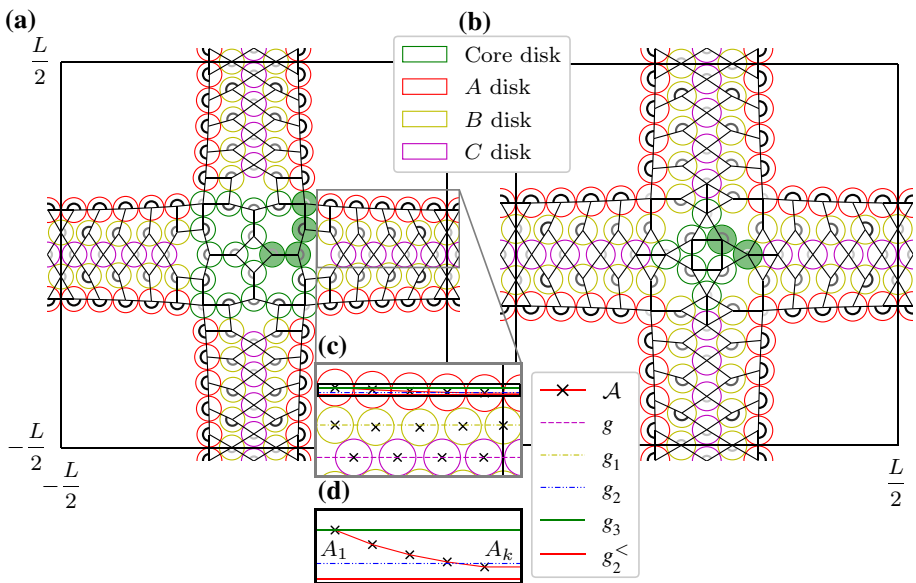 (a)
(b)
L/2
Core disk
A disk
B disk
C disk
(c)
−L/2
−L/2
(d)
A₁
Aₖ
𝒜
g
g₁
g₂
g₃
g₂^<
L/2